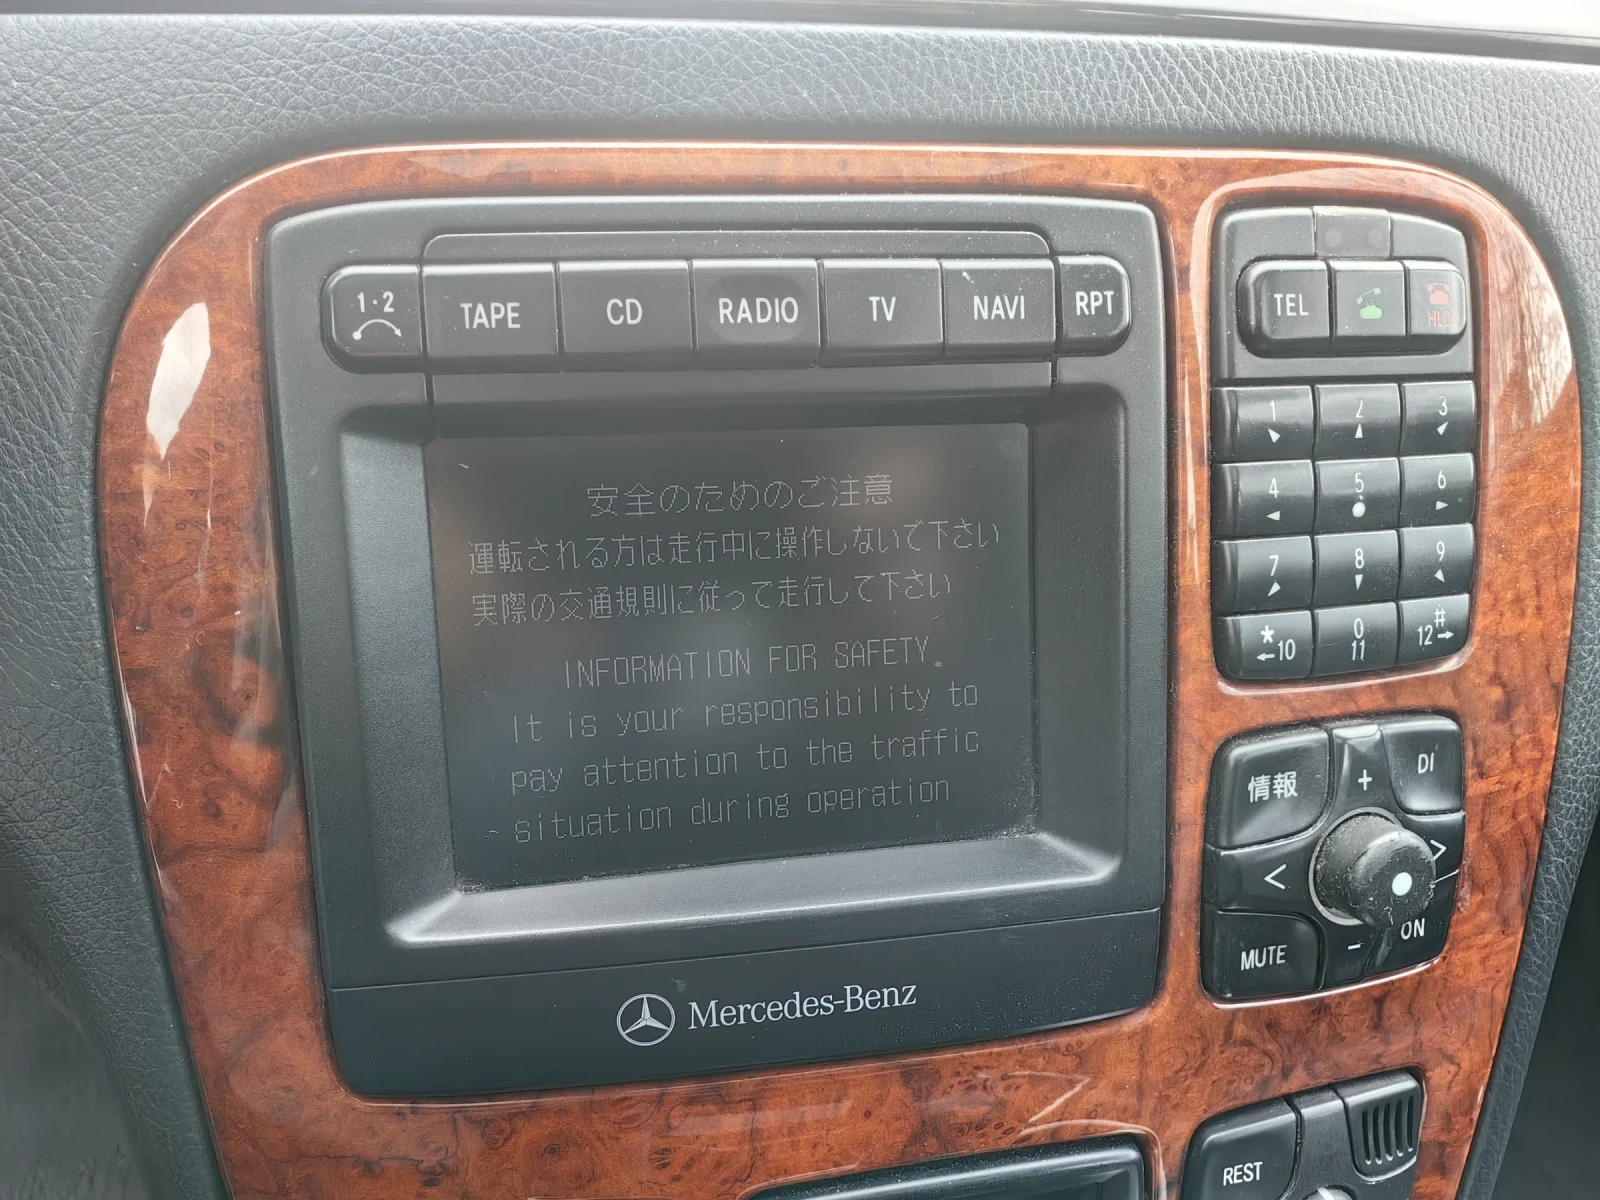 1·2 TAPE CD RADIO TV NAVI RPT
安全のためのご注意
運転される方は走行中に操作しないで下さい
実際の交通規則に従って走行して下さい
INFORMATION FOR SAFETY.
It is your responsibility to
pay attention to the traffic
situation during operation
Mercedes-Benz
TEL
HLD
1 2 3
4 5 6
7 8 9
* 0 #
←10 11 12→
情報 + DI
< >
MUTE - ON
REST